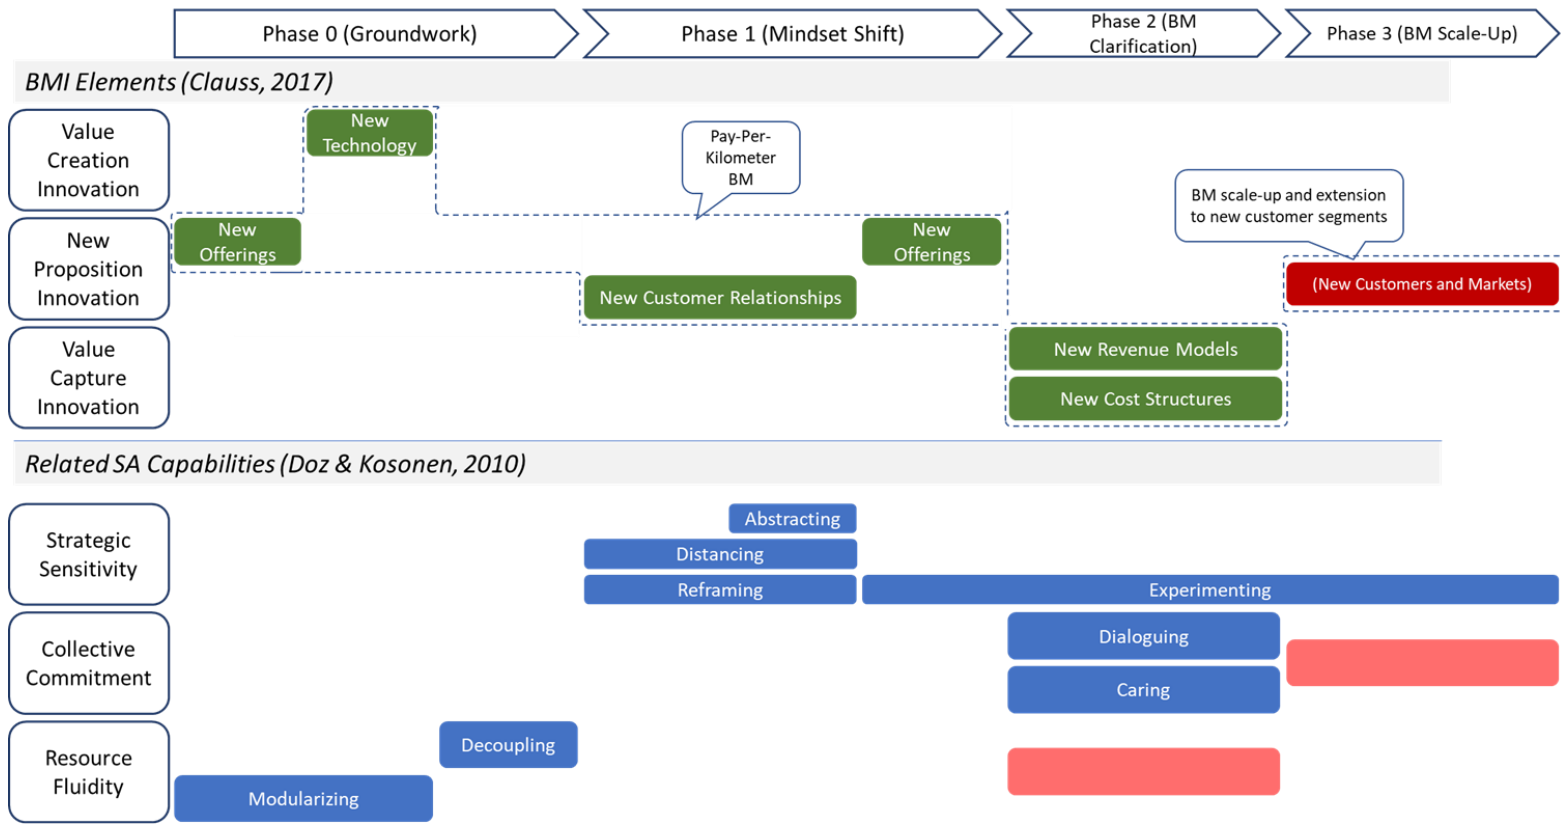 Phase 0 (Groundwork)
Phase 1 (Mindset Shift)
Phase 2 (BM
Clarification)
Phase 3 (BM Scale-Up)
BMI Elements (Clauss, 2017)
Value
Creation
Innovation
New
Technology
Pay-Per-
Kilometer
BM
BM scale-up and extension
to new customer segments
New
Proposition
Innovation
New
Offerings
New
Offerings
New Customer Relationships
(New Customers and Markets)
Value
Capture
Innovation
New Revenue Models
New Cost Structures
Related SA Capabilities (Doz & Kosonen, 2010)
Strategic
Sensitivity
Abstracting
Distancing
Reframing
Experimenting
Collective
Commitment
Dialoguing
Caring
Resource
Fluidity
Decoupling
Modularizing